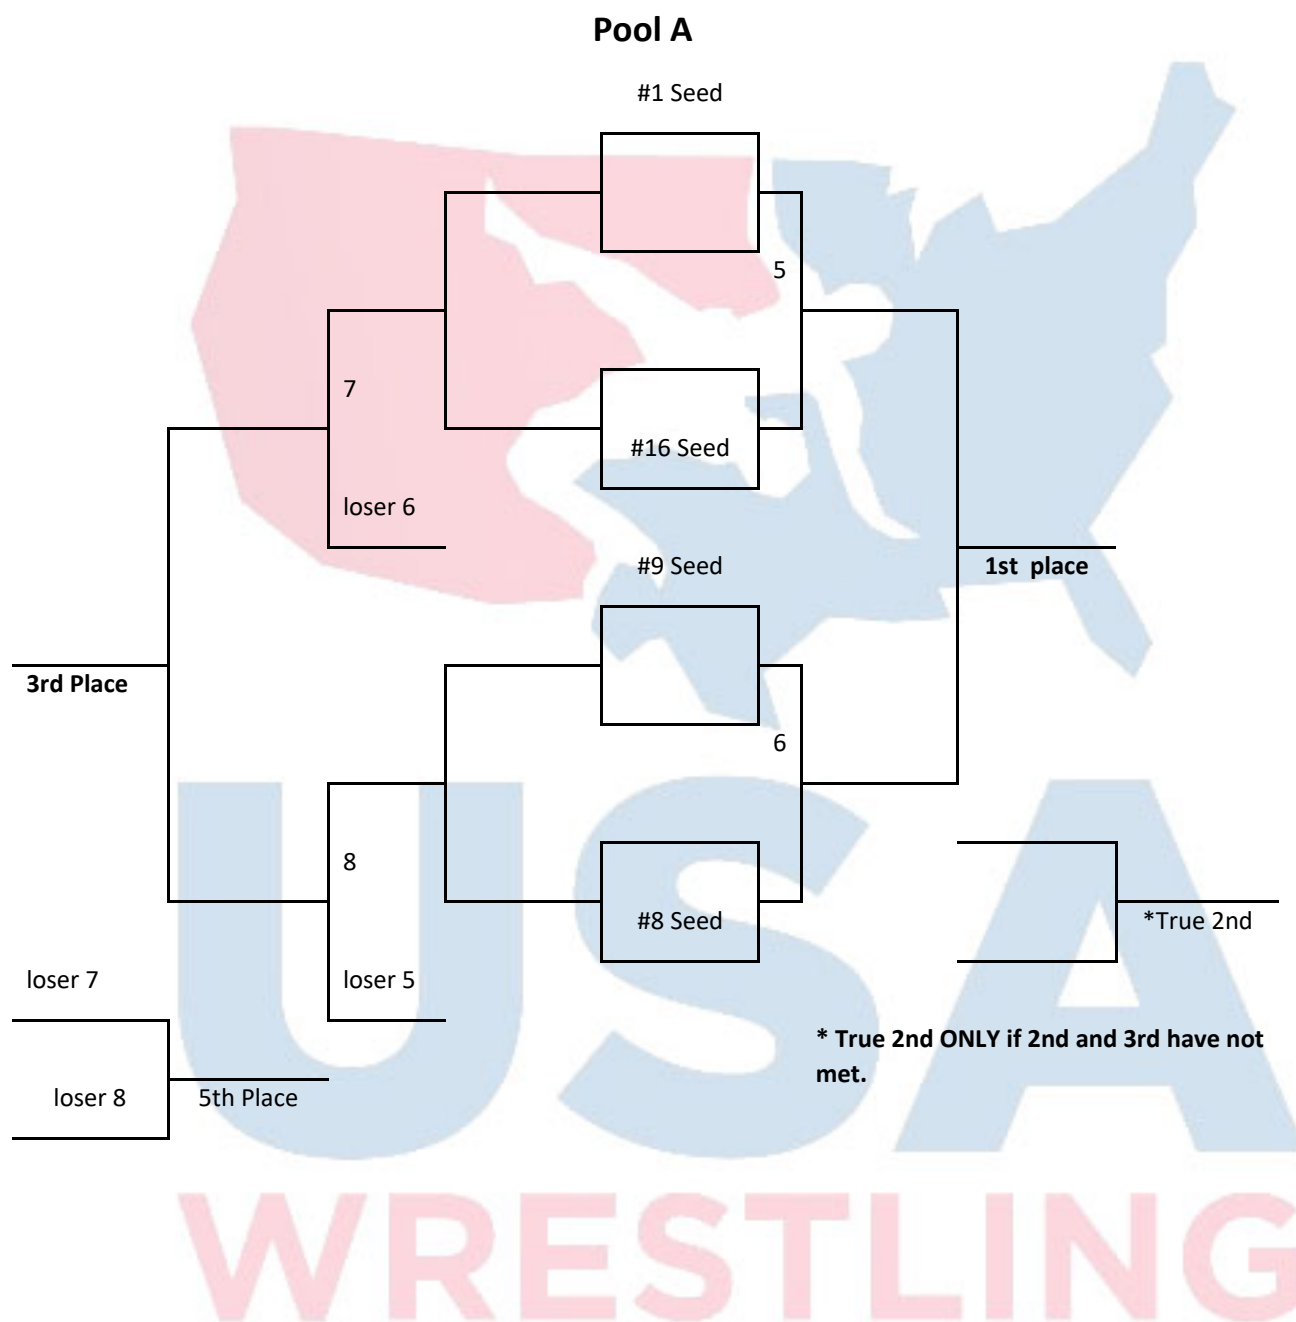 Pool A
#1 Seed
5
7
#16 Seed
loser 6
#9 Seed
1st  place
3rd Place
6
8
#8 Seed
*True 2nd
loser 7
loser 5
* True 2nd ONLY if 2nd and 3rd have not
met.
loser 8
5th Place
USA
WRESTLING